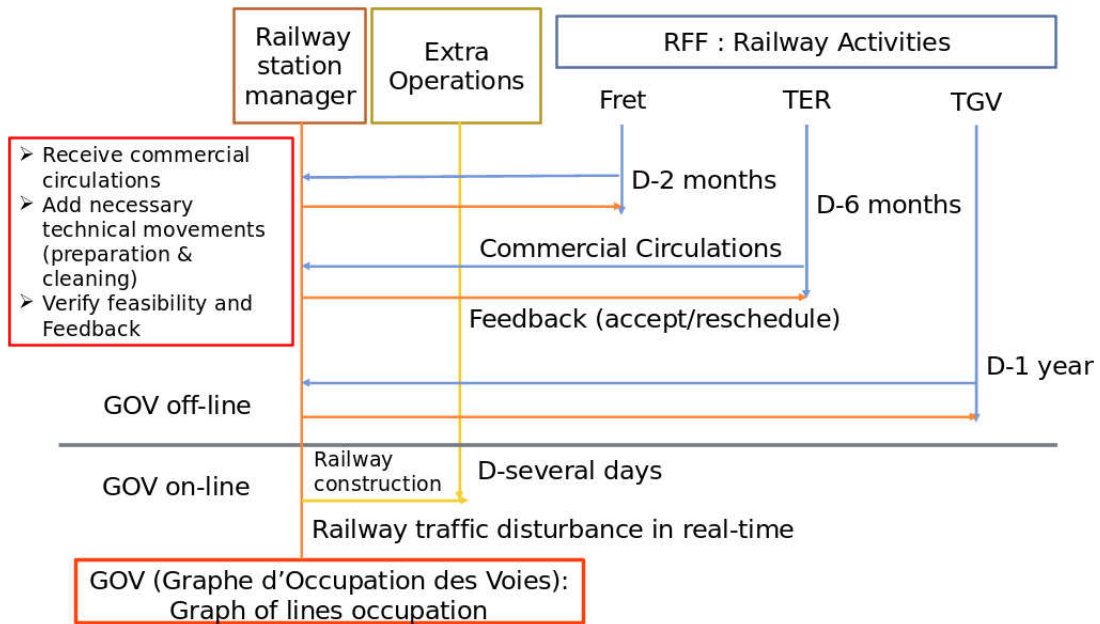 Railway
station
manager
Extra
Operations
RFF : Railway Activities
Fret
TER
TGV
➢ Receive commercial
circulations
➢ Add necessary
technical movements
(preparation &
cleaning)
➢ Verify feasibility and
Feedback
D-2 months
D-6 months
Commercial Circulations
Feedback (accept/reschedule)
D-1 year
GOV off-line
GOV on-line
Railway
construction
D-several days
Railway traffic disturbance in real-time
GOV (Graphe d’Occupation des Voies):
Graph of lines occupation